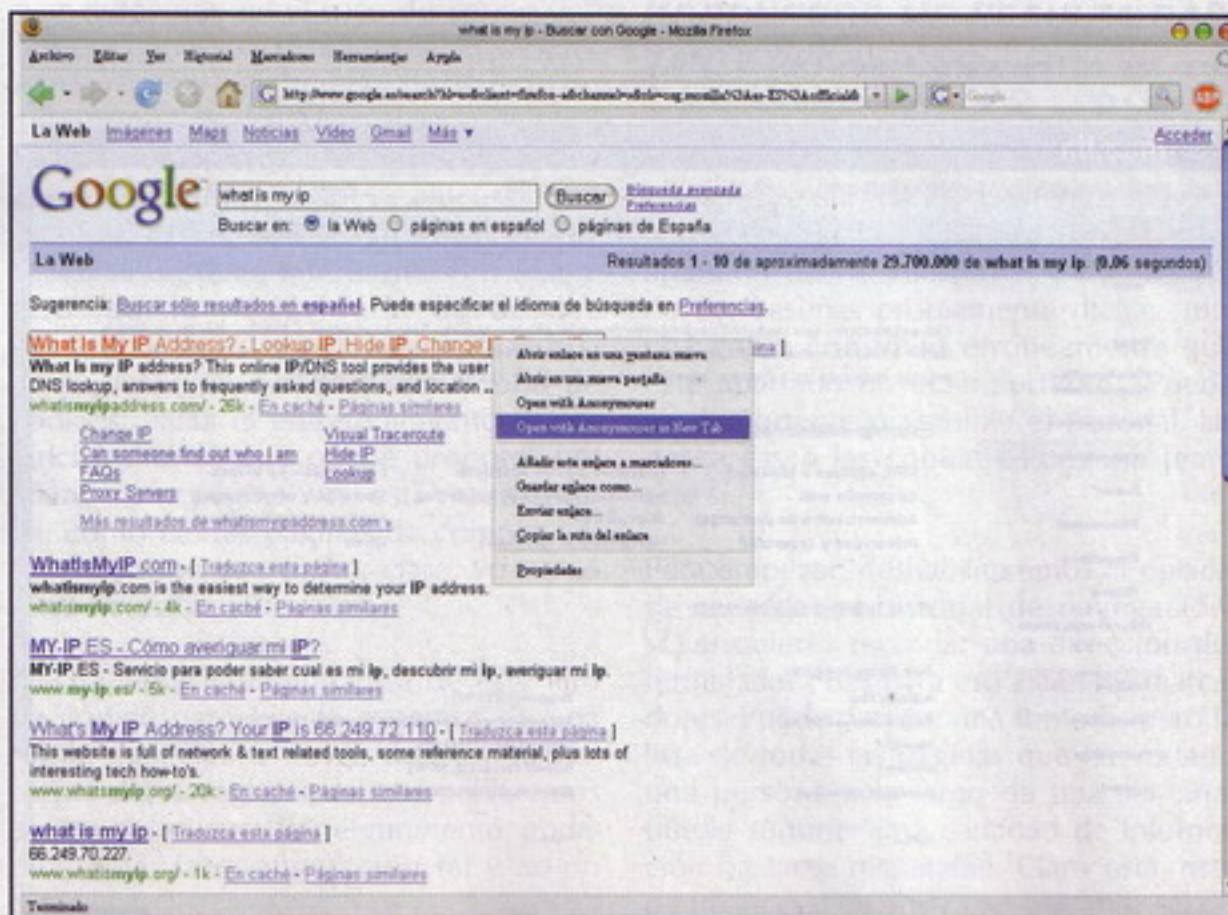 what is my ip - Buscar con Google - Mozilla Firefox
Archivo Editar Ver Historial Marcadores Herramientas Ayuda
La Web Imágenes Maps Noticias Vídeo Gmail Más ▼ Acceder
Google what is my ip Buscar Búsqueda avanzada
Preferencias
Buscar en: la Web páginas en español páginas de España
La Web Resultados 1 - 10 de aproximadamente 29.700.000 de what is my ip. (0,06 segundos)
Sugerencia: Buscar sólo resultados en español. Puede especificar el idioma de búsqueda en Preferencias.
What is My IP Address? - Lookup IP, Hide IP, Change
What is my IP address? This online IP/DNS tool provides the user
DNS lookup, answers to frequently asked questions, and location ...
whatismyipaddress.com/ - 26k - En caché - Páginas similares
Change IP Visual Traceroute
Can someone find out who I am Hide IP
FAQs Lookup
Proxy Servers
Más resultados de whatismyipaddress.com »
Abrir enlace en una ventana nueva
Abrir en una nueva pestaña
Open with Anonymouser
Open with Anonymouser in New Tab
Añadir este enlace a marcadores...
Guardar enlace como...
Enviar enlace...
Copiar la ruta del enlace
Propiedades
WhatIsMyIP.com - [ Traduzca esta página ]
whatismyip.com is the easiest way to determine your IP address.
whatismyip.com/ - 4k - En caché - Páginas similares
MY-IP.ES - Cómo averiguar mi IP?
MY-IP.ES - Servicio para poder saber cual es mi ip, descubrir mi ip, averiguar mi ip.
www.my-ip.es/ - 5k - En caché - Páginas similares
What's My IP Address? Your IP is 66.249.72.110 - [ Traduzca esta página ]
This website is full of network & text related tools, some reference material, plus lots of
interesting tech how-to's.
www.whatsmyip.org/ - 20k - En caché - Páginas similares
what is my ip - [ Traduzca esta página ]
66.249.70.227.
www.whatismyip.org/ - 1k - En caché - Páginas similares
Terminado